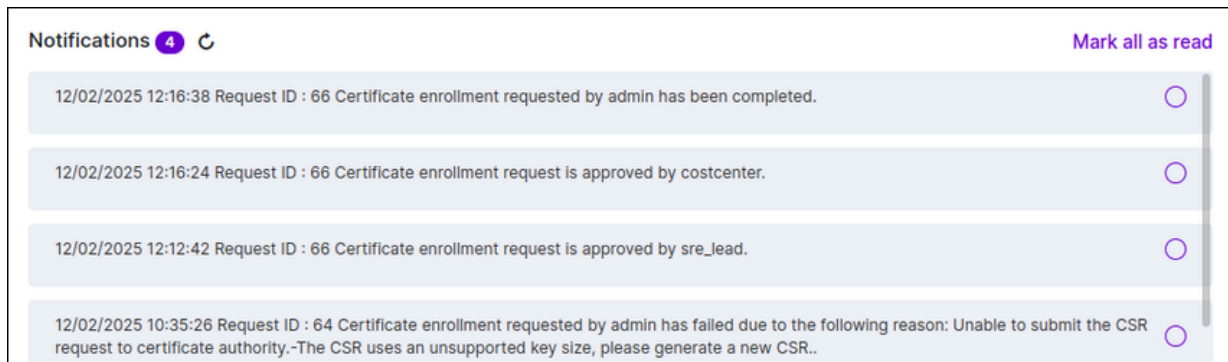 Notifications 4
Mark all as read
12/02/2025 12:16:38 Request ID : 66 Certificate enrollment requested by admin has been completed.
12/02/2025 12:16:24 Request ID : 66 Certificate enrollment request is approved by costcenter.
12/02/2025 12:12:42 Request ID : 66 Certificate enrollment request is approved by sre_lead.
12/02/2025 10:35:26 Request ID : 64 Certificate enrollment requested by admin has failed due to the following reason: Unable to submit the CSR
request to certificate authority.-The CSR uses an unsupported key size, please generate a new CSR..